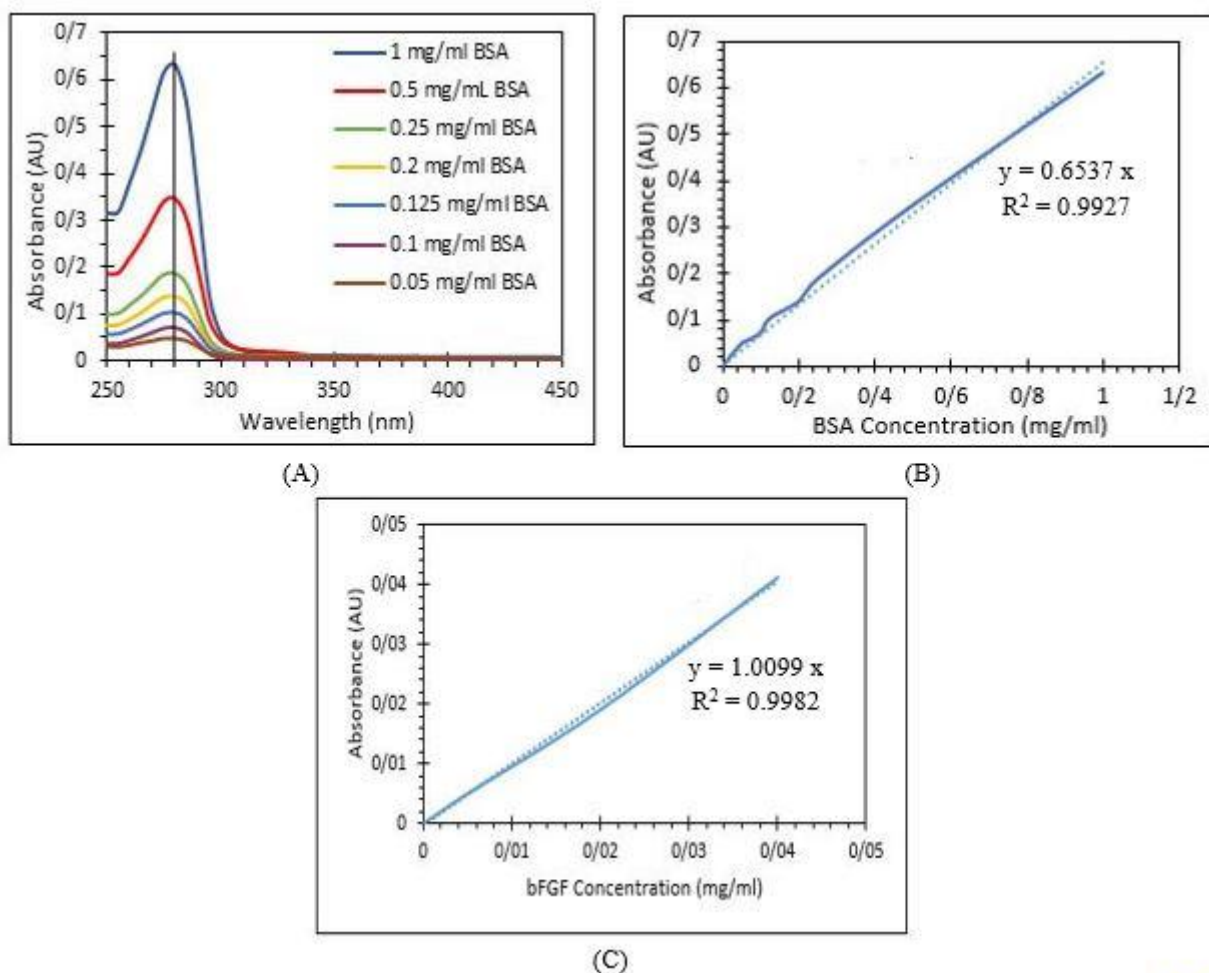 0/7
0/6
0/5
0/4
0/3
0/2
0/1
0
Absorbance (AU)
1 mg/ml BSA
0.5 mg/mL BSA
0.25 mg/ml BSA
0.2 mg/ml BSA
0.125 mg/ml BSA
0.1 mg/ml BSA
0.05 mg/ml BSA
250 300 350 400 450
Wavelength (nm)
(A)
0/7
0/6
0/5
0/4
0/3
0/2
0/1
0
Absorbance (AU)
y = 0.6537 x
R² = 0.9927
0 0/2 0/4 0/6 0/8 1 1/2
BSA Concentration (mg/ml)
(B)
0/05
0/04
0/03
0/02
0/01
0
Absorbance (AU)
y = 1.0099 x
R² = 0.9982
0 0/01 0/02 0/03 0/04 0/05
bFGF Concentration (mg/ml)
(C)